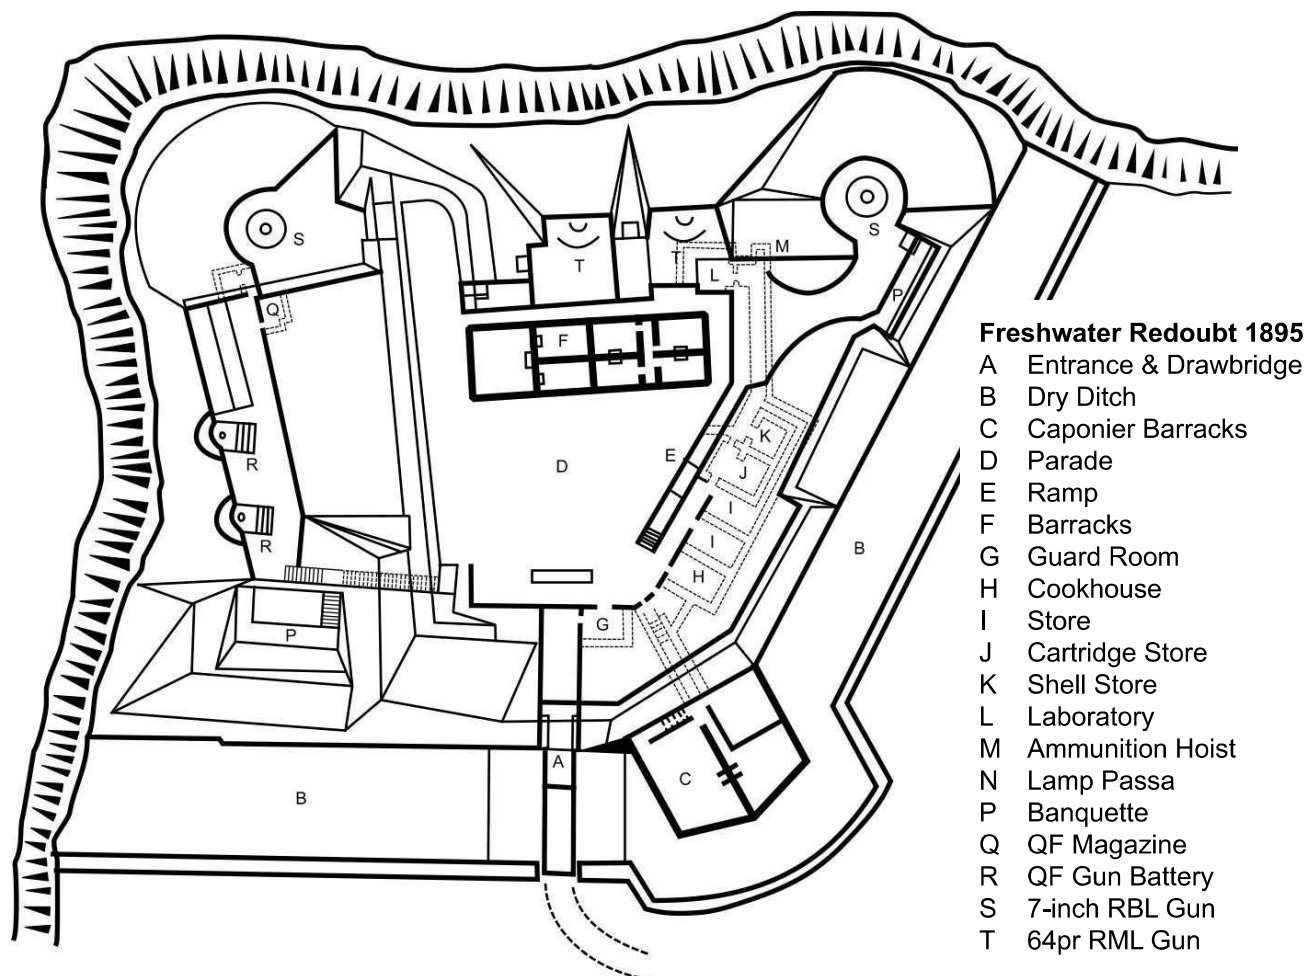 M
S
S
L
T
T
P
Q
F
Freshwater Redoubt 1895
A Entrance & Drawbridge
B Dry Ditch
C Caponier Barracks
D Parade
E Ramp
F Barracks
G Guard Room
H Cookhouse
I Store
J Cartridge Store
K Shell Store
L Laboratory
M Ammunition Hoist
N Lamp Passa
P Banquette
Q QF Magazine
R QF Gun Battery
S 7-inch RBL Gun
T 64pr RML Gun
K
E
R
D
J
I
R
I
B
H
G
P
A
C
B